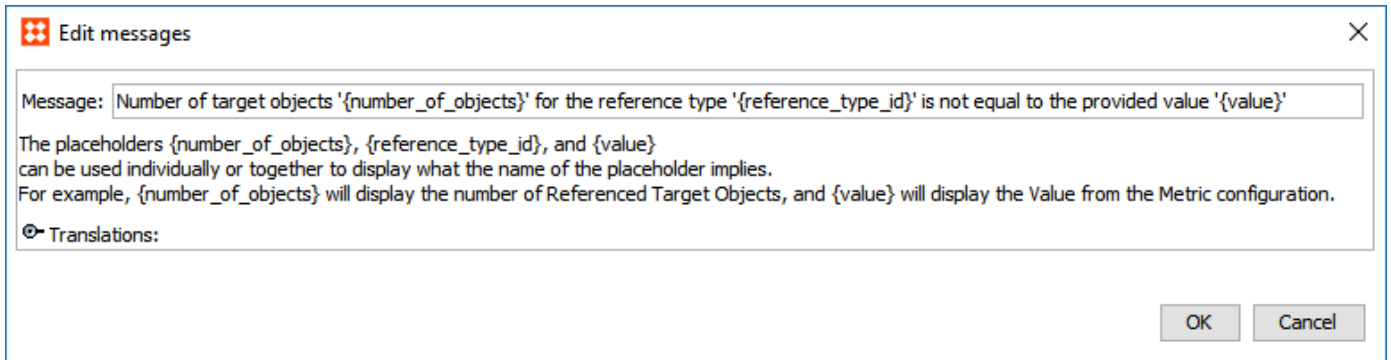 Edit messages
Message: Number of target objects '{number_of_objects}' for the reference type '{reference_type_id}' is not equal to the provided value '{value}'
The placeholders {number_of_objects}, {reference_type_id}, and {value}
can be used individually or together to display what the name of the placeholder implies.
For example, {number_of_objects} will display the number of Referenced Target Objects, and {value} will display the Value from the Metric configuration.
Translations:
OK Cancel